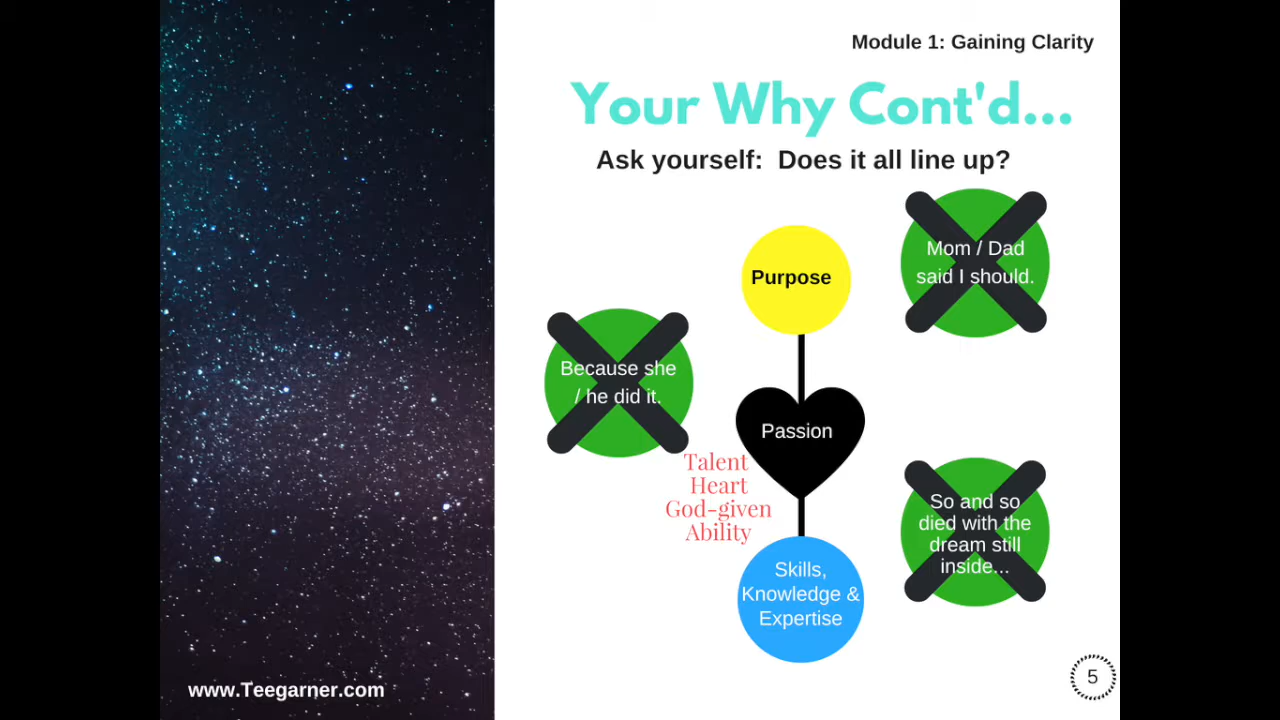 Module 1: Gaining Clarity
Your Why Cont'd...
Ask yourself:  Does it all line up?
Mom / Dad
said I should.
Purpose
Because she
/ he did it.
Passion
Talent
Heart
God-given
Ability
So and so
died with the
dream still
inside...
Skills,
Knowledge &
Expertise
www.Teegarner.com
5